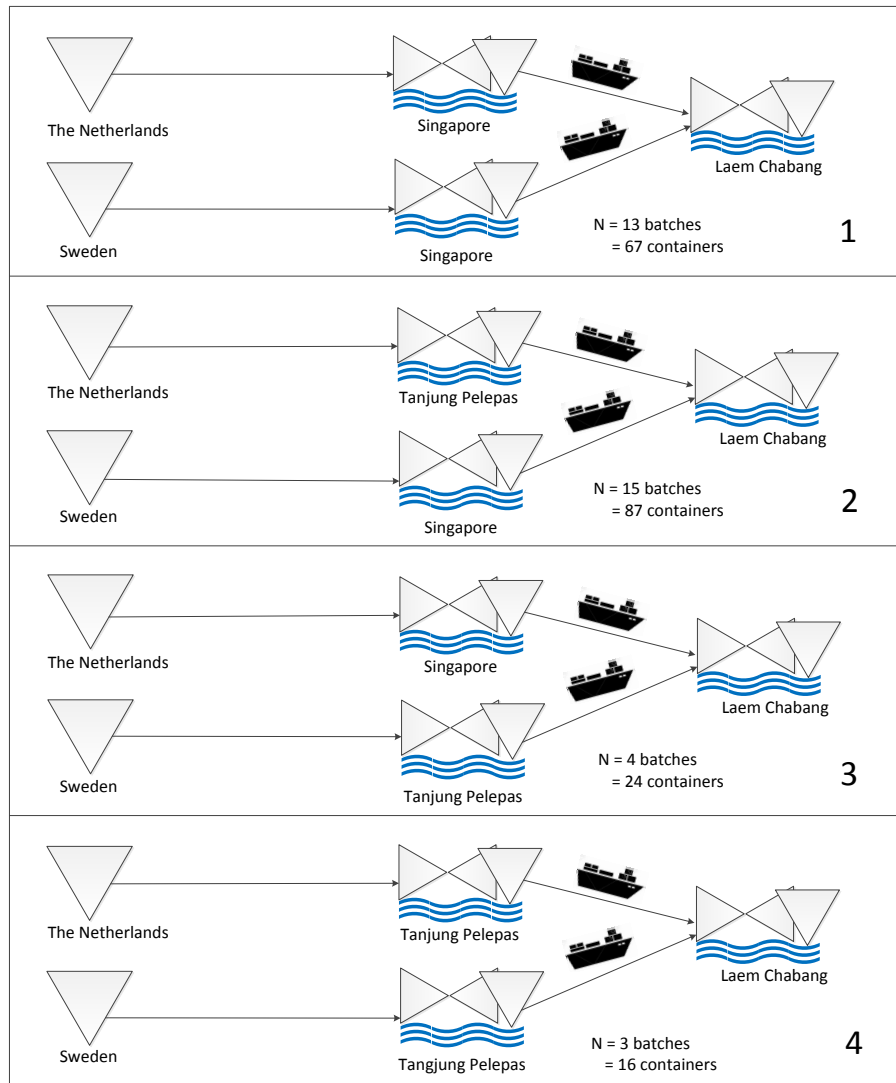 The Netherlands
Singapore
Laem Chabang
Sweden
Singapore
N = 13 batches
= 67 containers
1
The Netherlands
Tanjung Pelepas
Laem Chabang
Sweden
Singapore
N = 15 batches
= 87 containers
2
The Netherlands
Singapore
Laem Chabang
Sweden
Tanjung Pelepas
N = 4 batches
= 24 containers
3
The Netherlands
Tanjung Pelepas
Laem Chabang
Sweden
Tangjung Pelepas
N = 3 batches
= 16 containers
4